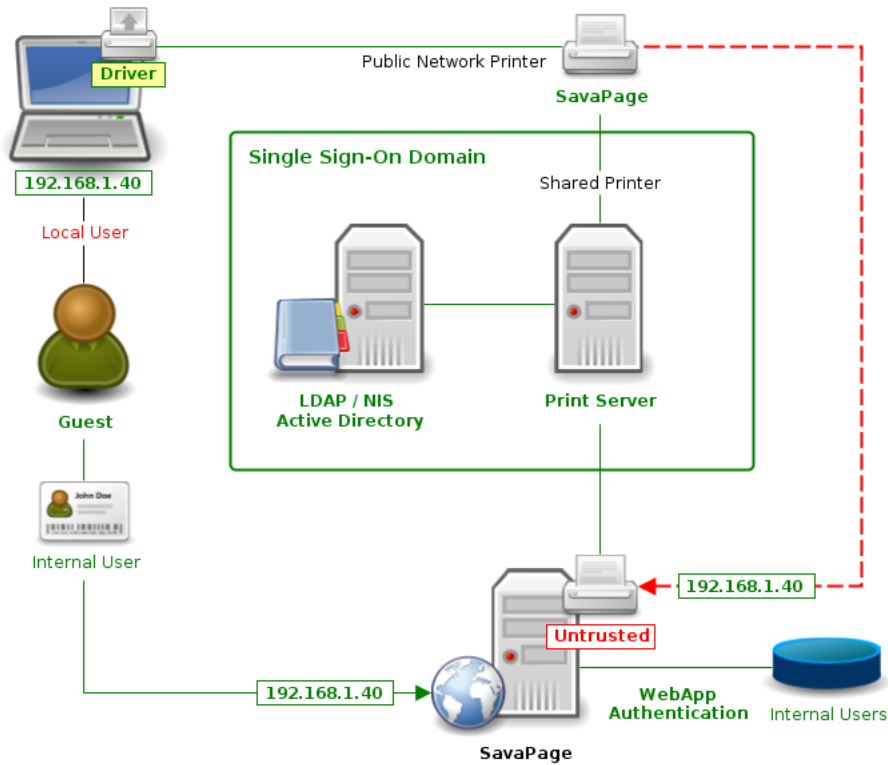 Driver
Public Network Printer
SavaPage
Single Sign-On Domain
192.168.1.40
Shared Printer
Local User
LDAP / NIS
Active Directory
Print Server
Guest
John Doe
Internal User
192.168.1.40
Untrusted
192.168.1.40
WebApp
Authentication
Internal Users
SavaPage